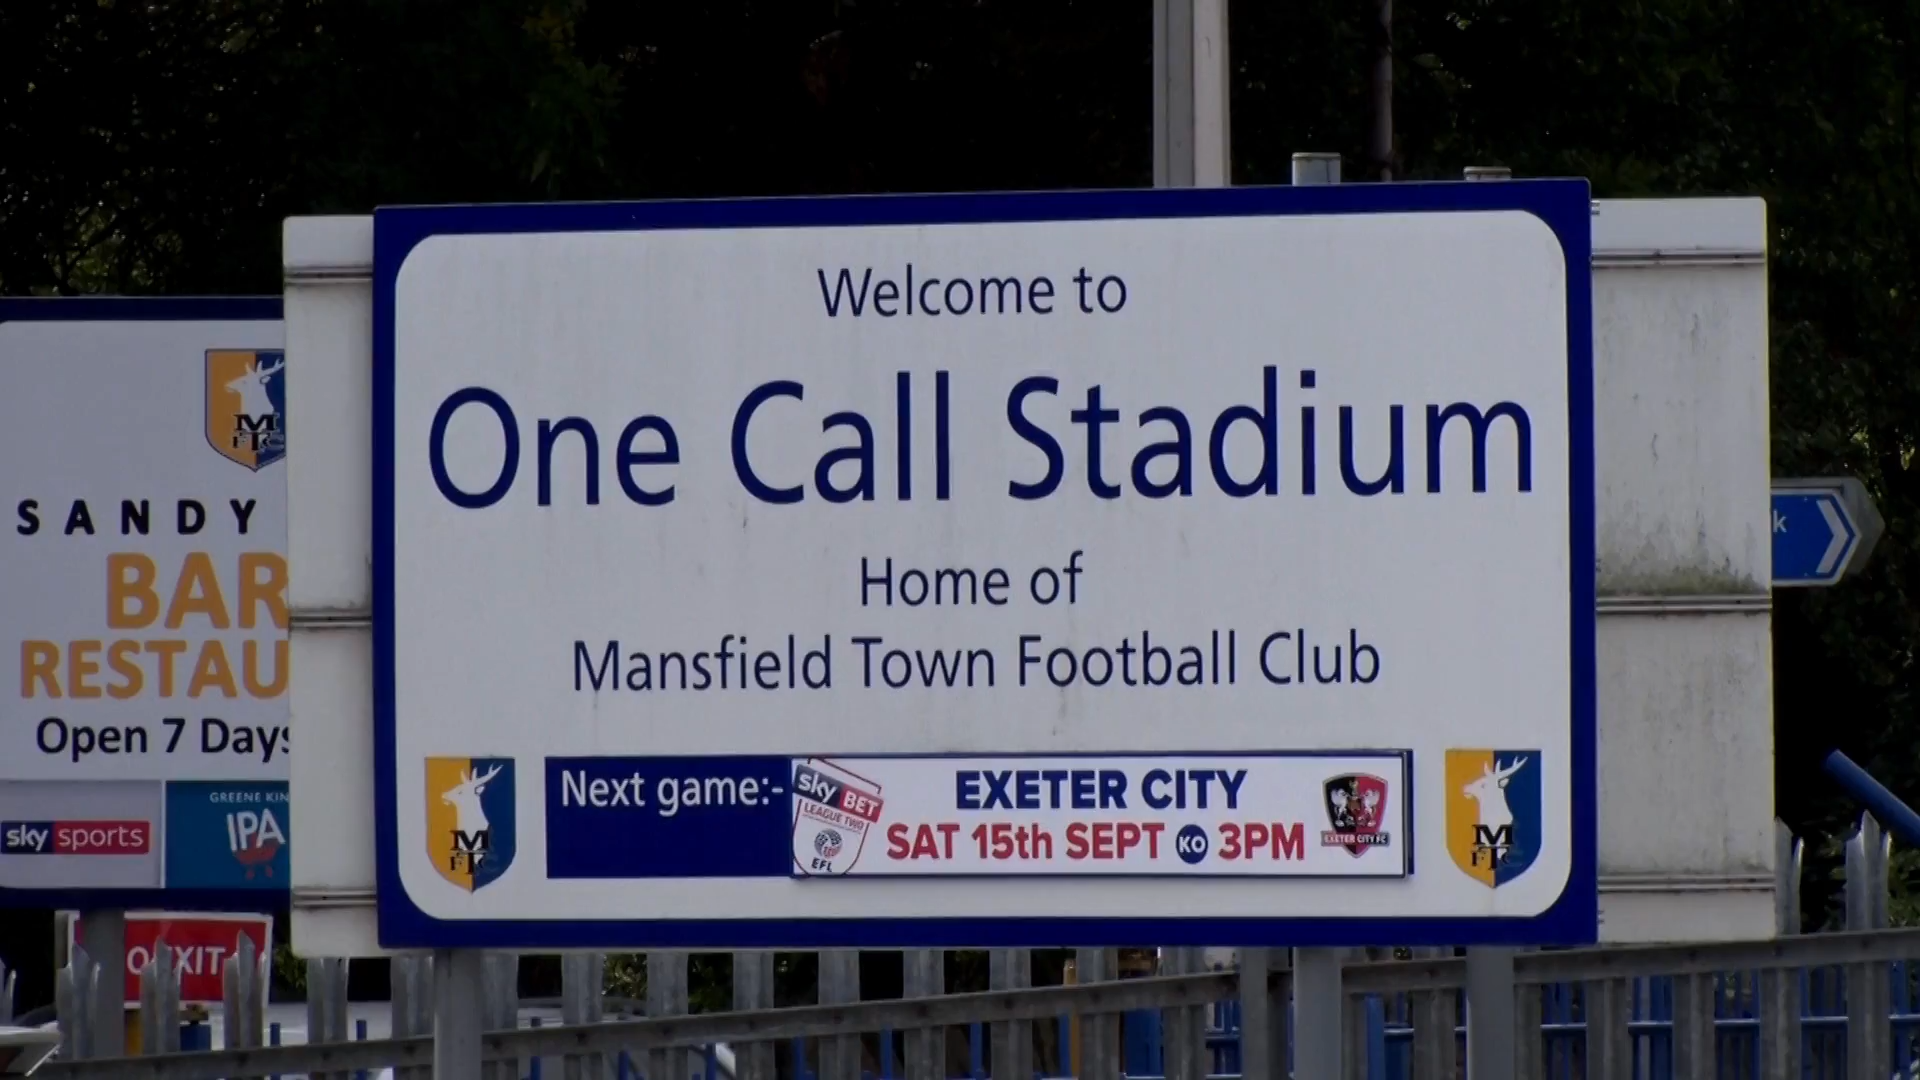 Welcome to
One Call Stadium
Home of
Mansfield Town Football Club
M
F T C
Next game:-
sky BET
LEAGUE TWO
EFL
EXETER CITY
SAT 15th SEPT KO 3PM
EXETER CITY FC
M
F T C
M
F T C
SANDY
BAR
RESTAU
Open 7 Days
sky sports
GREENE KIN
IPA
EXIT
k